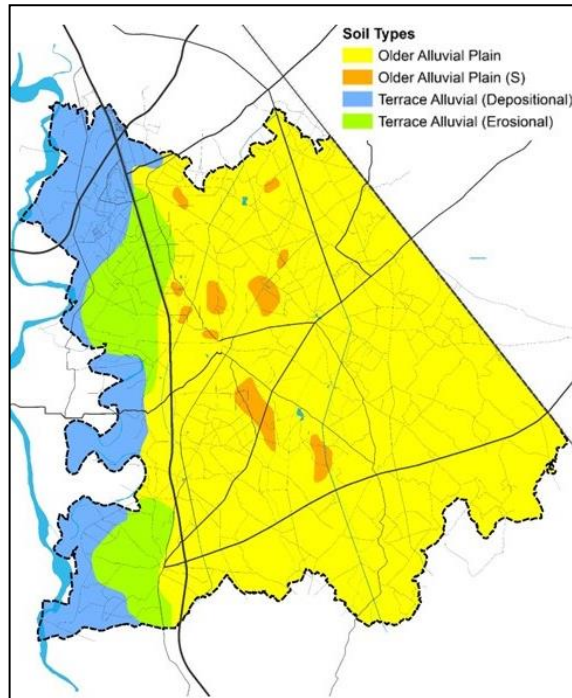 Soil Types
Older Alluvial Plain
Older Alluvial Plain (S)
Terrace Alluvial (Depositional)
Terrace Alluvial (Erosional)